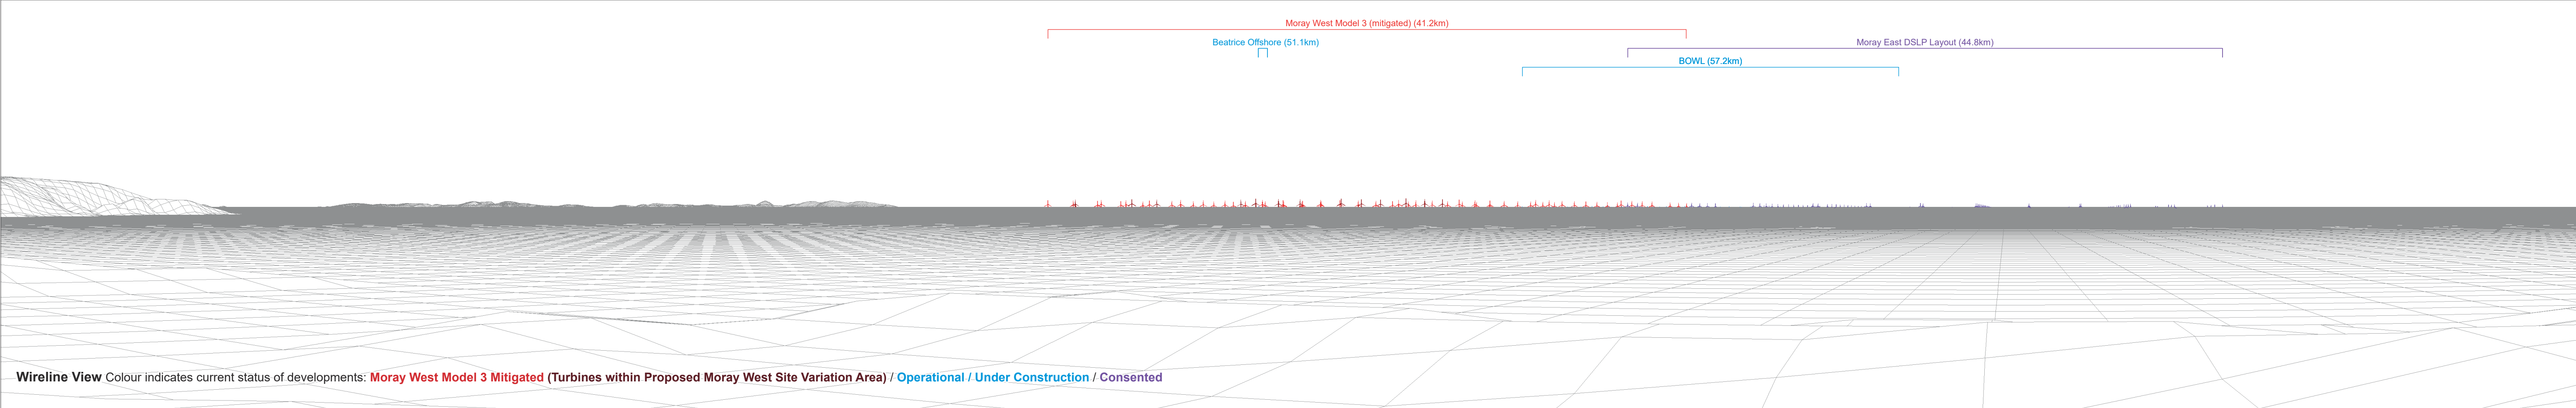 Moray West Model 3 (mitigated) (41.2km)
Beatrice Offshore (51.1km)
Moray East DSLP Layout (44.8km)
BOWL (57.2km)
Wireline View Colour indicates current status of developments: Moray West Model 3 Mitigated (Turbines within Proposed Moray West Site Variation Area) / Operational / Under Construction / Consented